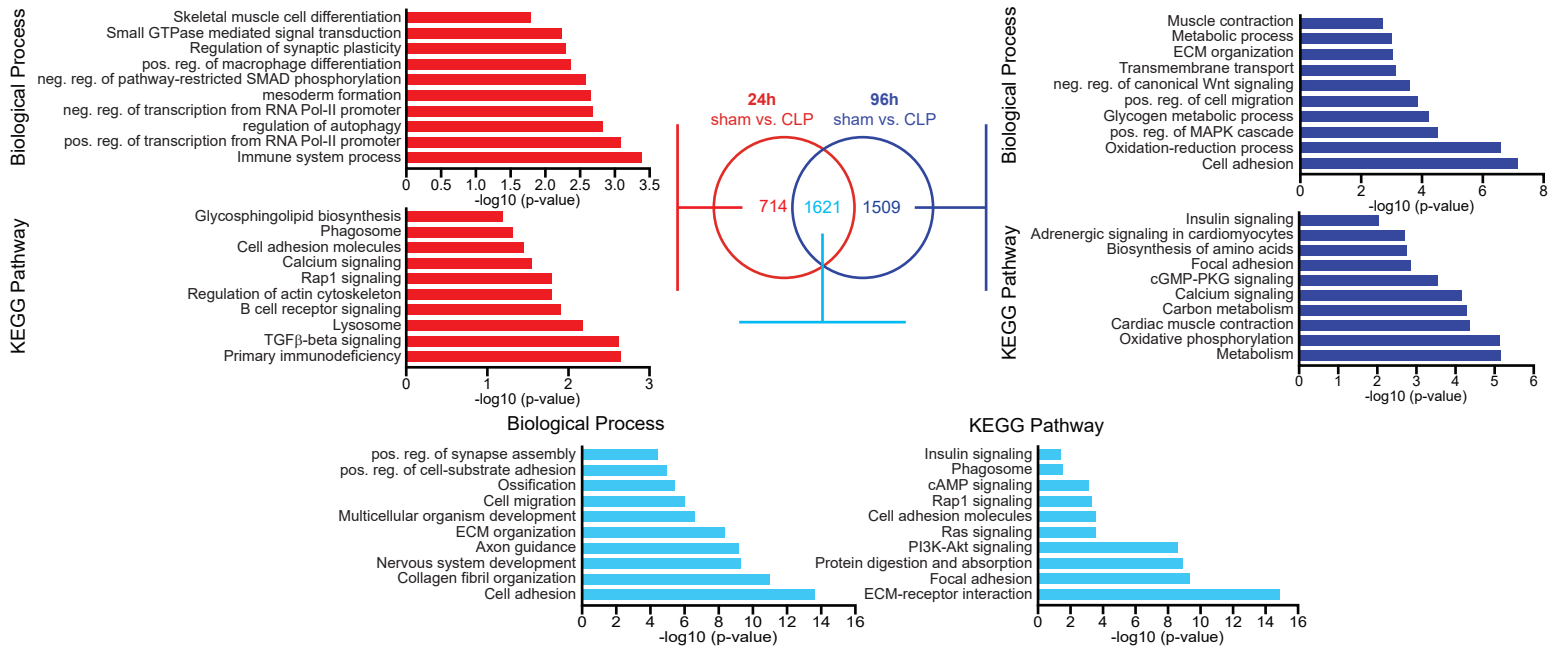 Biological Process
Skeletal muscle cell differentiation
Small GTPase mediated signal transduction
Regulation of synaptic plasticity
pos. reg. of macrophage differentiation
neg. reg. of pathway-restricted SMAD phosphorylation
mesoderm formation
neg. reg. of transcription from RNA Pol-II promoter
regulation of autophagy
pos. reg. of transcription from RNA Pol-II promoter
Immune system process
0 0.5 1.0 1.5 2.0 2.5 3.0 3.5
-log10 (p-value)
KEGG Pathway
Glycosphingolipid biosynthesis
Phagosome
Cell adhesion molecules
Calcium signaling
Rap1 signaling
Regulation of actin cytoskeleton
B cell receptor signaling
Lysosome
TGFβ-beta signaling
Primary immunodeficiency
0 1 2 3
-log10 (p-value)
24h
sham vs. CLP
96h
sham vs. CLP
714 1621 1509
Biological Process
Muscle contraction
Metabolic process
ECM organization
Transmembrane transport
neg. reg. of canonical Wnt signaling
pos. reg. of cell migration
Glycogen metabolic process
pos. reg. of MAPK cascade
Oxidation-reduction process
Cell adhesion
0 2 4 6 8
-log10 (p-value)
KEGG Pathway
Insulin signaling
Adrenergic signaling in cardiomyocytes
Biosynthesis of amino acids
Focal adhesion
cGMP-PKG signaling
Calcium signaling
Carbon metabolism
Cardiac muscle contraction
Oxidative phosphorylation
Metabolism
0 1 2 3 4 5 6
-log10 (p-value)
Biological Process
pos. reg. of synapse assembly
pos. reg. of cell-substrate adhesion
Ossification
Cell migration
Multicellular organism development
ECM organization
Axon guidance
Nervous system development
Collagen fibril organization
Cell adhesion
0 2 4 6 8 10 12 14 16
-log10 (p-value)
KEGG Pathway
Insulin signaling
Phagosome
cAMP signaling
Rap1 signaling
Cell adhesion molecules
Ras signaling
PI3K-Akt signaling
Protein digestion and absorption
Focal adhesion
ECM-receptor interaction
0 2 4 6 8 10 12 14 16
-log10 (p-value)